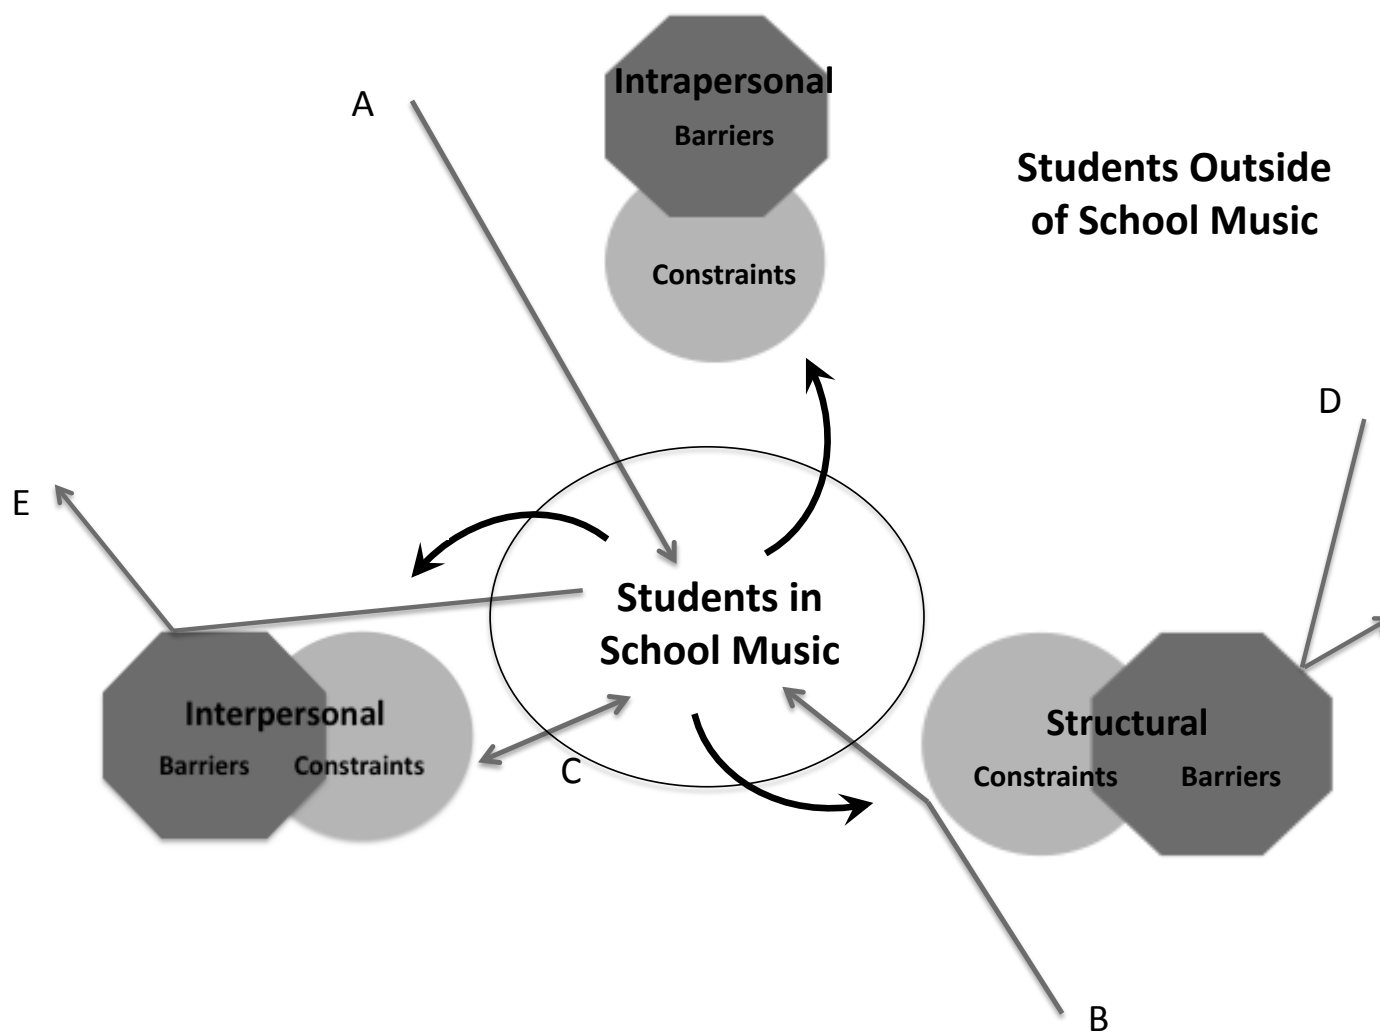 Intrapersonal
Barriers
A
Students Outside
of School Music
Constraints
D
E
Students in
School Music
Interpersonal
Barriers Constraints
C
Structural
Constraints Barriers
B